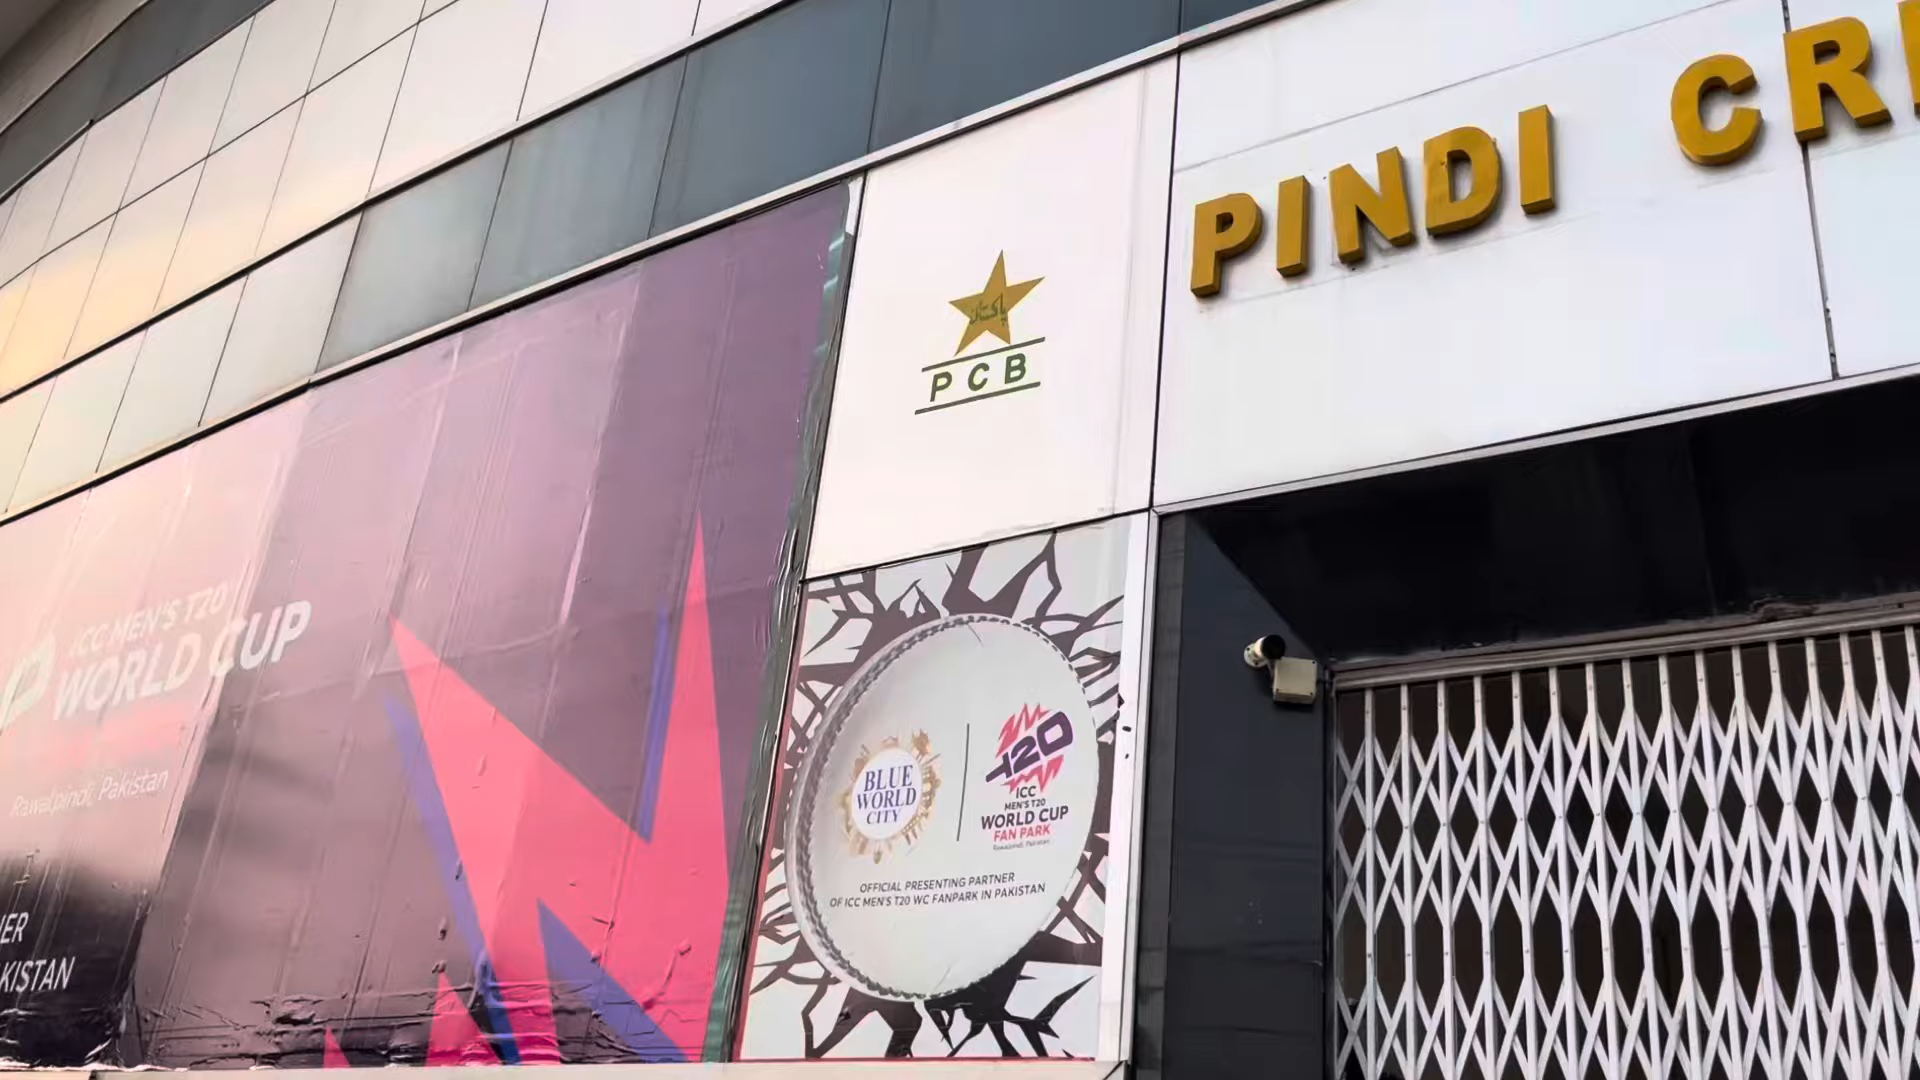 PINDI CRI
پاکستان
PCB
ICC MEN'S T20
WORLD CUP
Rawalpindi, Pakistan
ER
KISTAN
BLUE
WORLD
CITY
T20
ICC
MEN'S T20
WORLD CUP
FAN PARK
Rawalpindi, Pakistan
OFFICIAL PRESENTING PARTNER
OF ICC MEN'S T20 WC FANPARK IN PAKISTAN